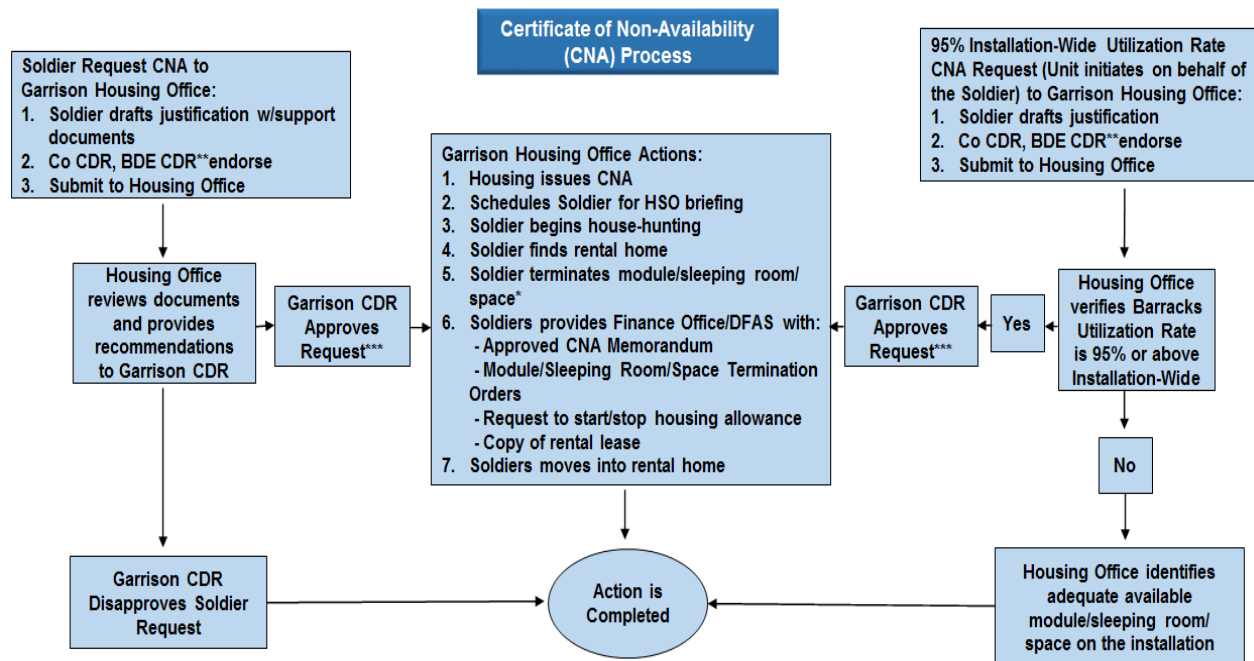 Certificate of Non-Availability
(CNA) Process
Soldier Request CNA to
Garrison Housing Office:
1. Soldier drafts justification w/support
documents
2. Co CDR, BDE CDR**endorse
3. Submit to Housing Office
95% Installation-Wide Utilization Rate
CNA Request (Unit initiates on behalf of
the Soldier) to Garrison Housing Office:
1. Soldier drafts justification
2. Co CDR, BDE CDR**endorse
3. Submit to Housing Office
Garrison Housing Office Actions:
1. Housing issues CNA
2. Schedules Soldier for HSO briefing
3. Soldier begins house-hunting
4. Soldier finds rental home
5. Soldier terminates module/sleeping room/
space*
6. Soldiers provides Finance Office/DFAS with:
- Approved CNA Memorandum
- Module/Sleeping Room/Space Termination
Orders
- Request to start/stop housing allowance
- Copy of rental lease
7. Soldiers moves into rental home
Housing Office
reviews documents
and provides
recommendations
to Garrison CDR
Garrison CDR
Approves
Request***
Garrison CDR
Approves
Request***
Yes
Housing Office
verifies Barracks
Utilization Rate
is 95% or above
Installation-Wide
No
Garrison CDR
Disapproves Soldier
Request
Action is
Completed
Housing Office identifies
adequate available
module/sleeping room/
space on the installation